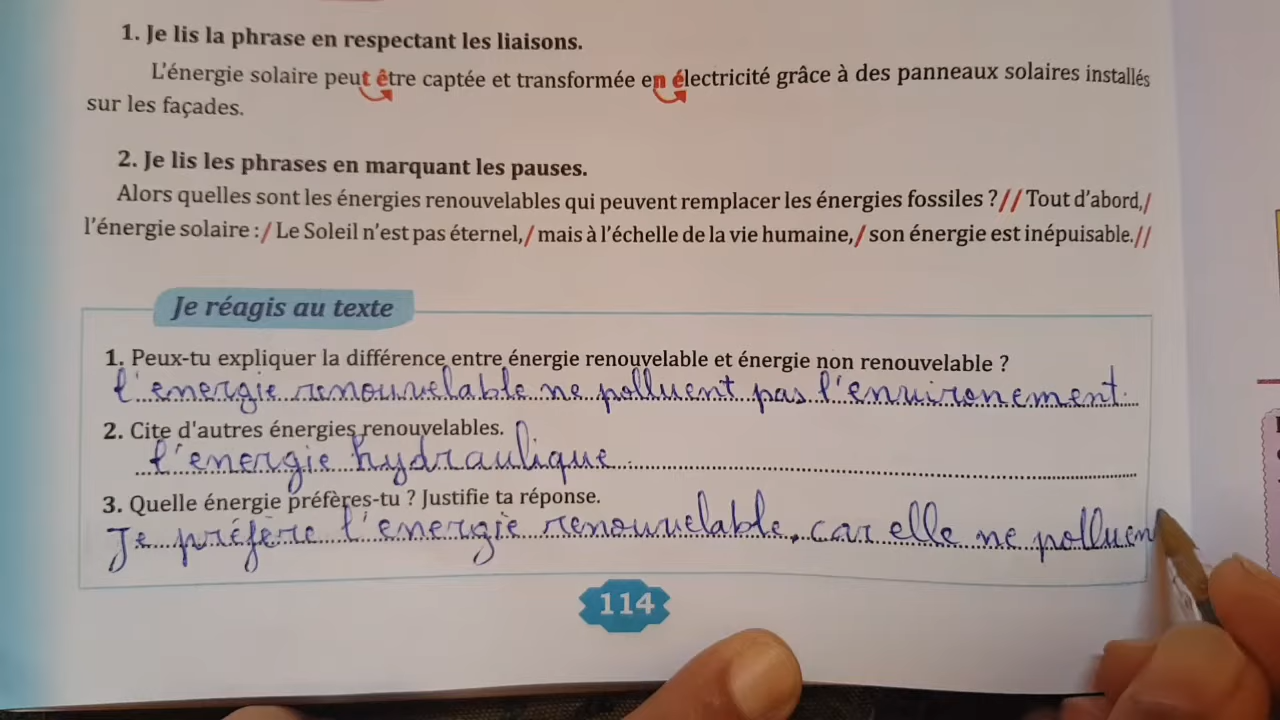 1. Je lis la phrase en respectant les liaisons.
L'énergie solaire peut être captée et transformée en électricité grâce à des panneaux solaires installés
sur les façades.
2. Je lis les phrases en marquant les pauses.
Alors quelles sont les énergies renouvelables qui peuvent remplacer les énergies fossiles ?// Tout d'abord,/
l'énergie solaire :/ Le Soleil n'est pas éternel,/ mais à l'échelle de la vie humaine,/ son énergie est inépuisable.//
Je réagis au texte
1. Peux-tu expliquer la différence entre énergie renouvelable et énergie non renouvelable ?
l'energie renouvelable ne polluent pas l'environement.
2. Cite d'autres énergies renouvelables.
l'energie hydraulique
3. Quelle énergie préfères-tu ? Justifie ta réponse.
Je préfère l'energie renouvelable, car elle ne polluen
114